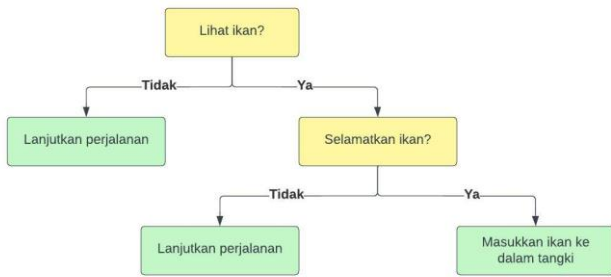 Lihat ikan?
Tidak
Ya
Lanjutkan perjalanan
Selamatkan ikan?
Tidak
Ya
Lanjutkan perjalanan
Masukkan ikan ke
dalam tangki